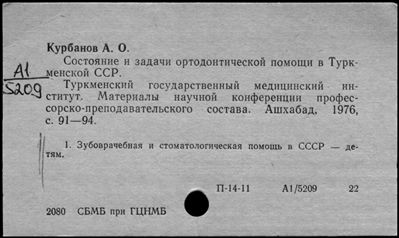 Курбанов А. О.
Состояние и задачи ортодонтической помощи в Турк-
менской ССР.
А1
5209
Туркменский государственный медицинский ин-
ститут. Материалы научной конференции профес-
сорско-преподавательского состава. Ашхабад, 1976,
с. 91—94.
1. Зубоврачебная и стоматологическая помощь в СССР — де-
тям.
П-14-11 А1/5209 22
2080 СБМБ при ГЦНМБ